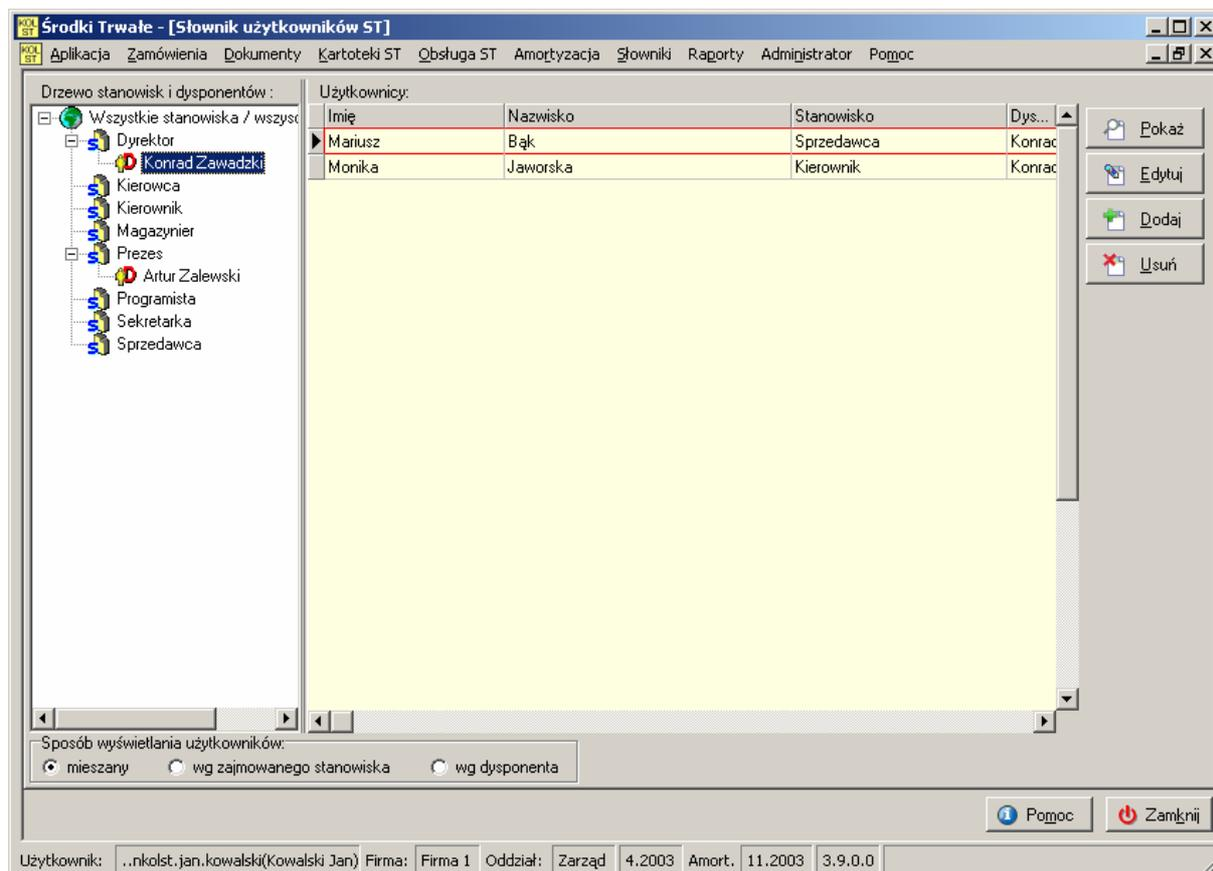 KOL ST Środki Trwałe - [Słownik użytkowników ST]
KOL ST Aplikacja Zamówienia Dokumenty Kartoteki ST Obsługa ST Amortyzacja Słowniki Raporty Administrator Pomoc
Drzewo stanowisk i dysponentów :
Wszystkie stanowiska / wszysc
Dyrektor
Konrad Zawadzki
Kierowca
Kierownik
Magazynier
Prezes
Artur Zalewski
Programista
Sekretarka
Sprzedawca
Użytkownicy:
Imię Nazwisko Stanowisko Dys...
Mariusz Bąk Sprzedawca Konrad
Monika Jaworska Kierownik Konrad
Pokaż
Edytuj
Dodaj
Usuń
Sposób wyświetlania użytkowników:
mieszany wg zajmowanego stanowiska wg dysponenta
Pomoc Zamknij
Użytkownik: ..nkolst.jan.kowalski(Kowalski Jan) Firma: Firma 1 Oddział: Zarząd 4.2003 Amort. 11.2003 3.9.0.0